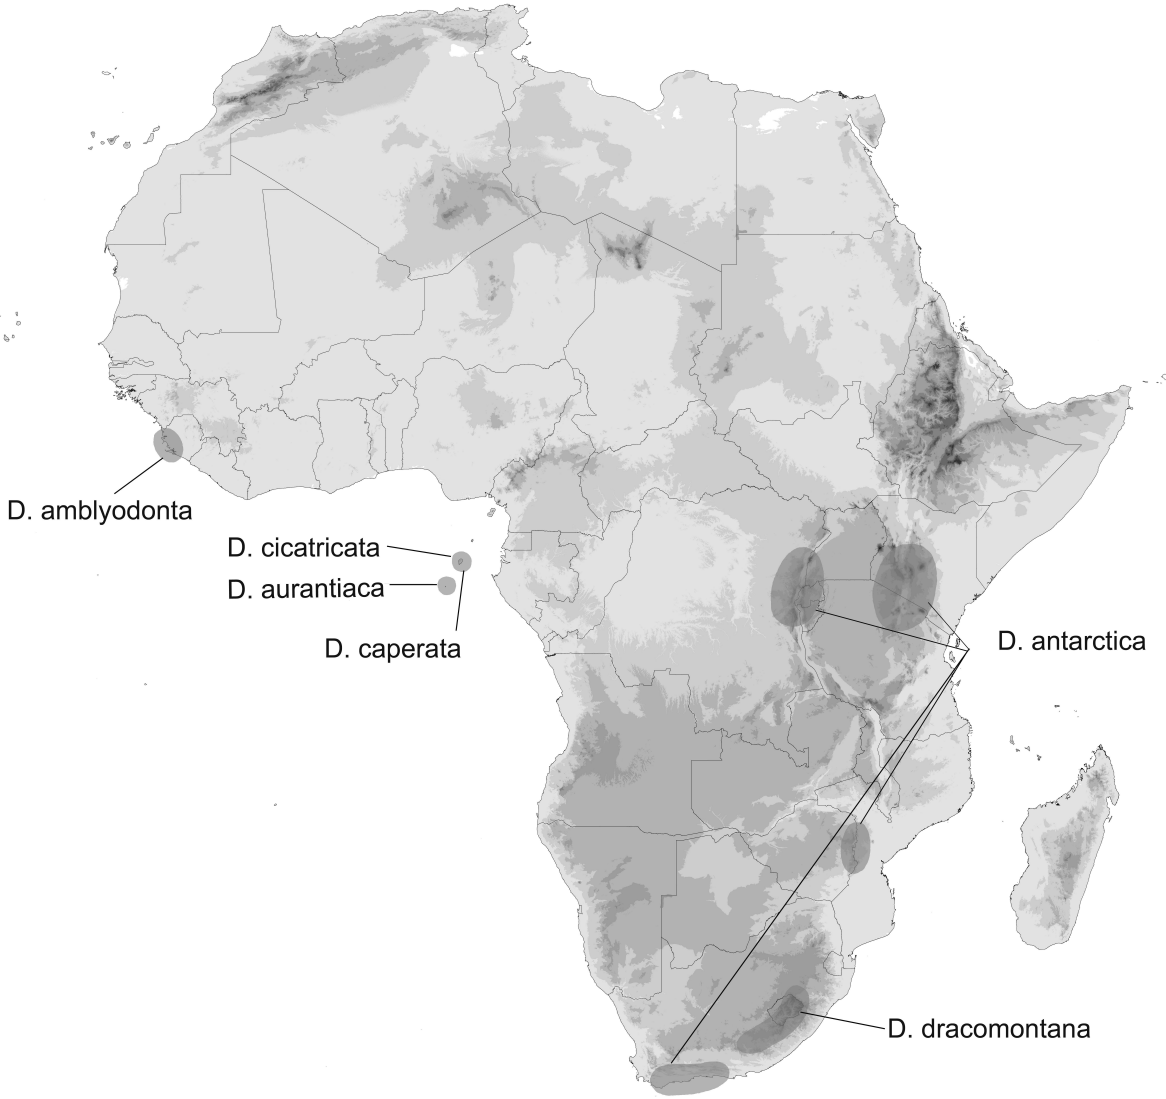 D. amblyodonta
D. cicatricata
D. aurantiaca
D. caperata
D. antarctica
D. dracomontana